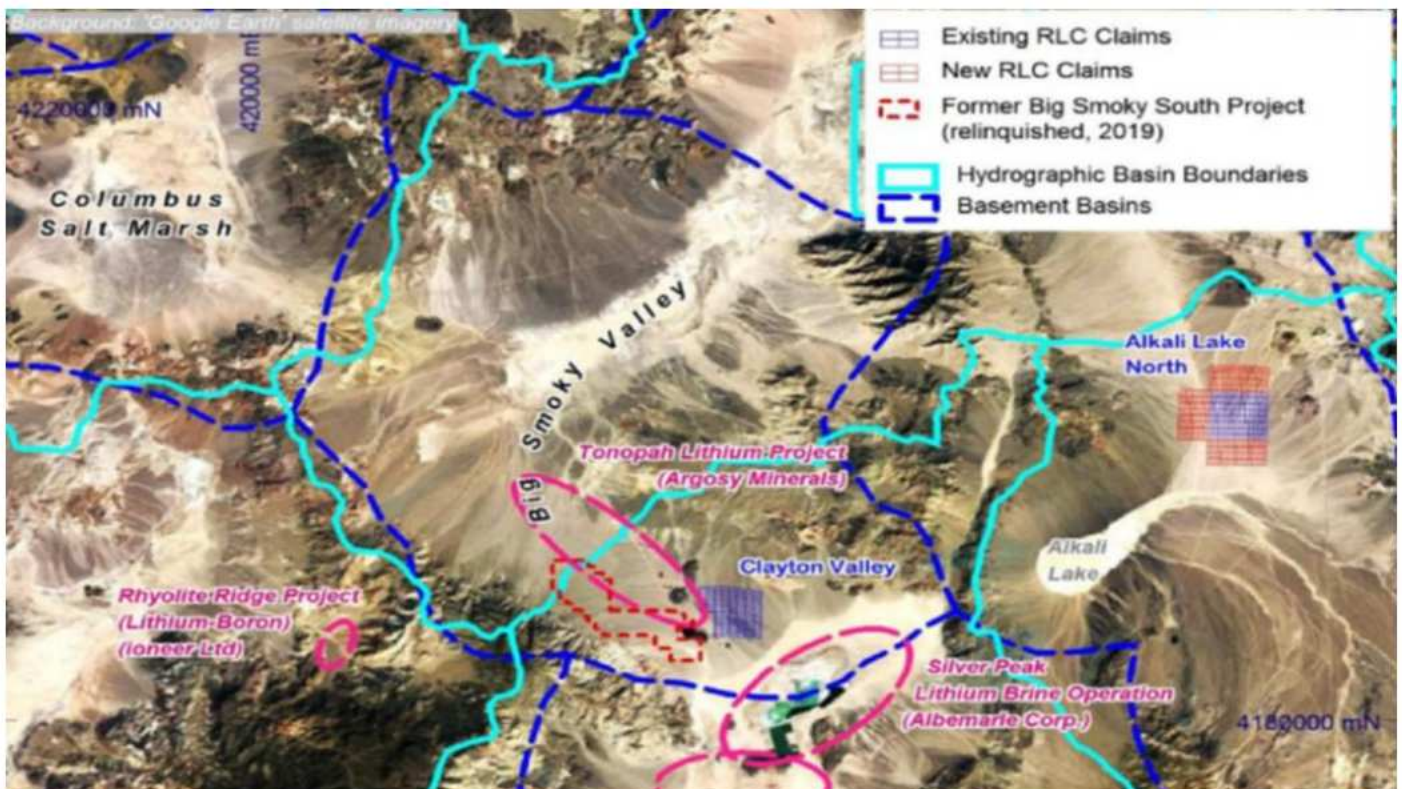 Background: 'Google Earth' satellite imagery
4220000 mN
420000 mE
Existing RLC Claims
New RLC Claims
Former Big Smoky South Project
(relinquished, 2019)
Hydrographic Basin Boundaries
Basement Basins
Columbus
Salt Marsh
Big Smoky Valley
Alkali Lake
North
Tonopah Lithium Project
(Argosy Minerals)
Clayton Valley
Alkali
Lake
Rhyolite Ridge Project
(Lithium-Boron)
(Ioneer Ltd)
Silver Peak
Lithium Brine Operation
(Albemarle Corp.)
4180000 mN